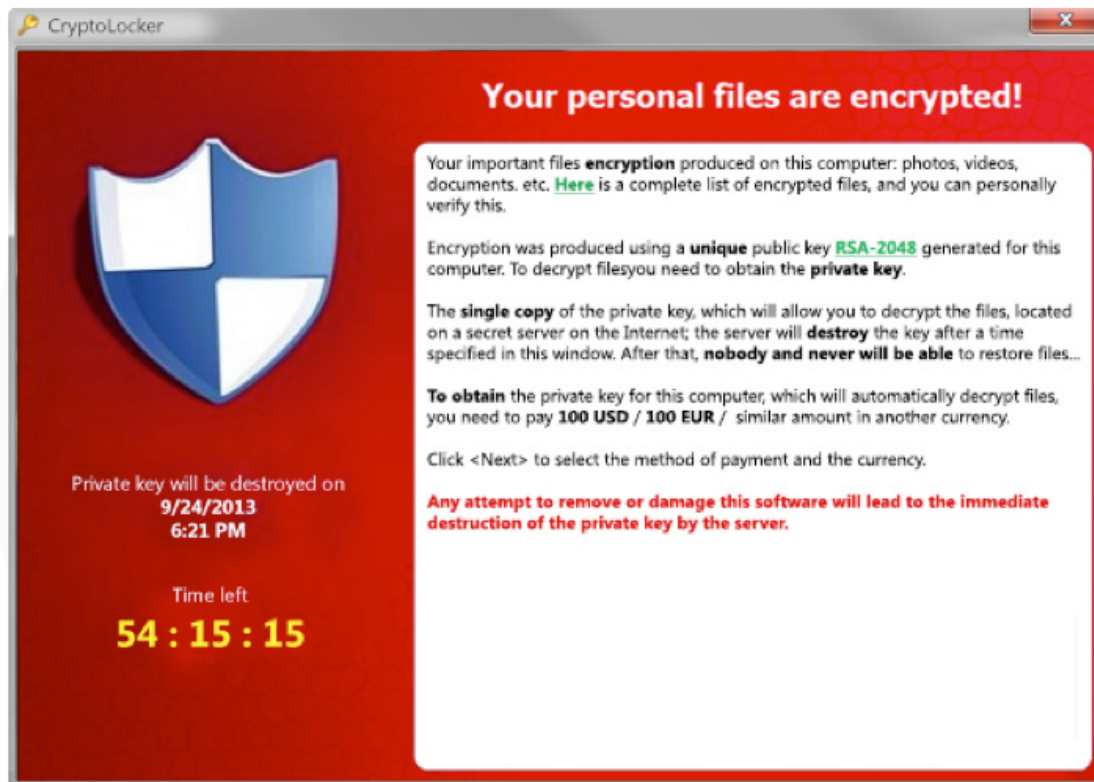 CryptoLocker
Your personal files are encrypted!
Your important files encryption produced on this computer: photos, videos,
documents. etc. Here is a complete list of encrypted files, and you can personally
verify this.
Encryption was produced using a unique public key RSA-2048 generated for this
computer. To decrypt filesyou need to obtain the private key.
The single copy of the private key, which will allow you to decrypt the files, located
on a secret server on the Internet; the server will destroy the key after a time
specified in this window. After that, nobody and never will be able to restore files...
To obtain the private key for this computer, which will automatically decrypt files,
you need to pay 100 USD / 100 EUR / similar amount in another currency.
Click <Next> to select the method of payment and the currency.
Any attempt to remove or damage this software will lead to the immediate
destruction of the private key by the server.
Private key will be destroyed on
9/24/2013
6:21 PM
Time left
54 : 15 : 15